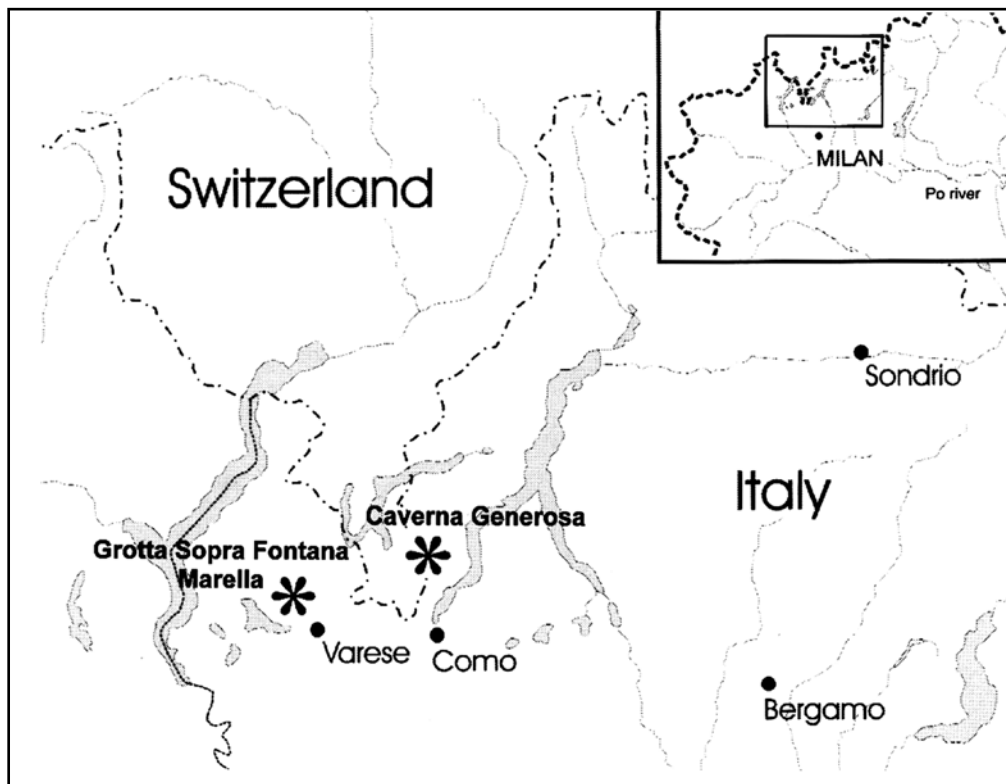 MILAN
Po river
Switzerland
Sondrio
Italy
Caverna Generosa
Grotta Sopra Fontana
Marella
Varese
Como
Bergamo